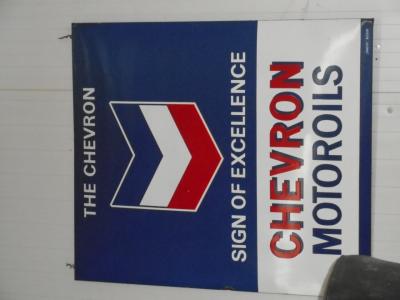 THE CHEVRON
SIGN OF EXCELLENCE
CHEVRON
MOTOROILS